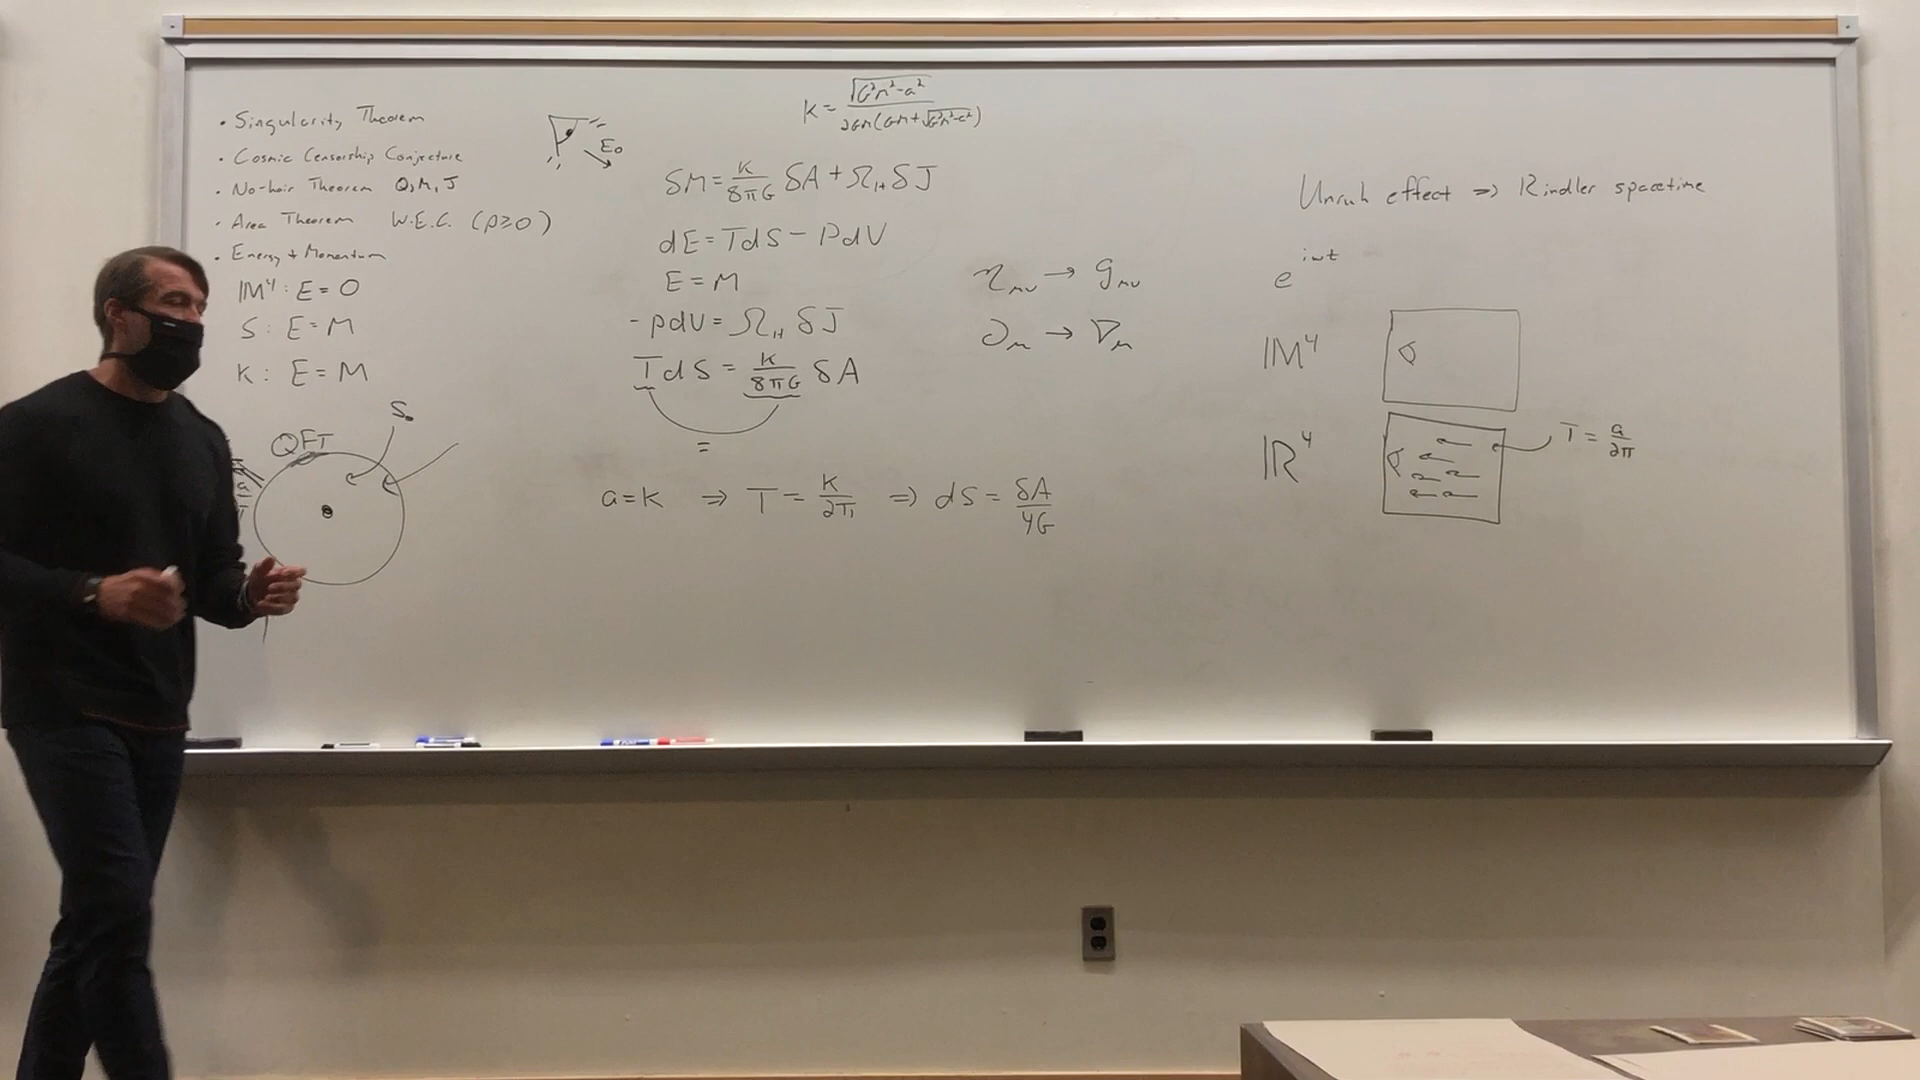 • Singularity Theorem
• Cosmic Censorship Conjecture
• No-hair Theorem Q, M, J
• Area Theorem W.E.C. (ρ≥0)
• Energy + Momentum
IM⁴: E = 0
S: E = M
K: E = M
S
QFT
E₀
K = √(G²M²-a²) / 2GM(GM+√(G²M²-a²))
δM = K/8πG δA + Ω_H δJ
dE = TdS - PdV
E = M
-pdV = Ω_H δJ
TdS = K/8πG δA
=
a = K ⇒ T = K/2π ⇒ dS = δA/4G
η_μν → g_μν
∂_μ → ∇_μ
Unruh effect ⇒ Rindler spacetime
e^iωt
IM⁴
IR⁴
T = a/2π